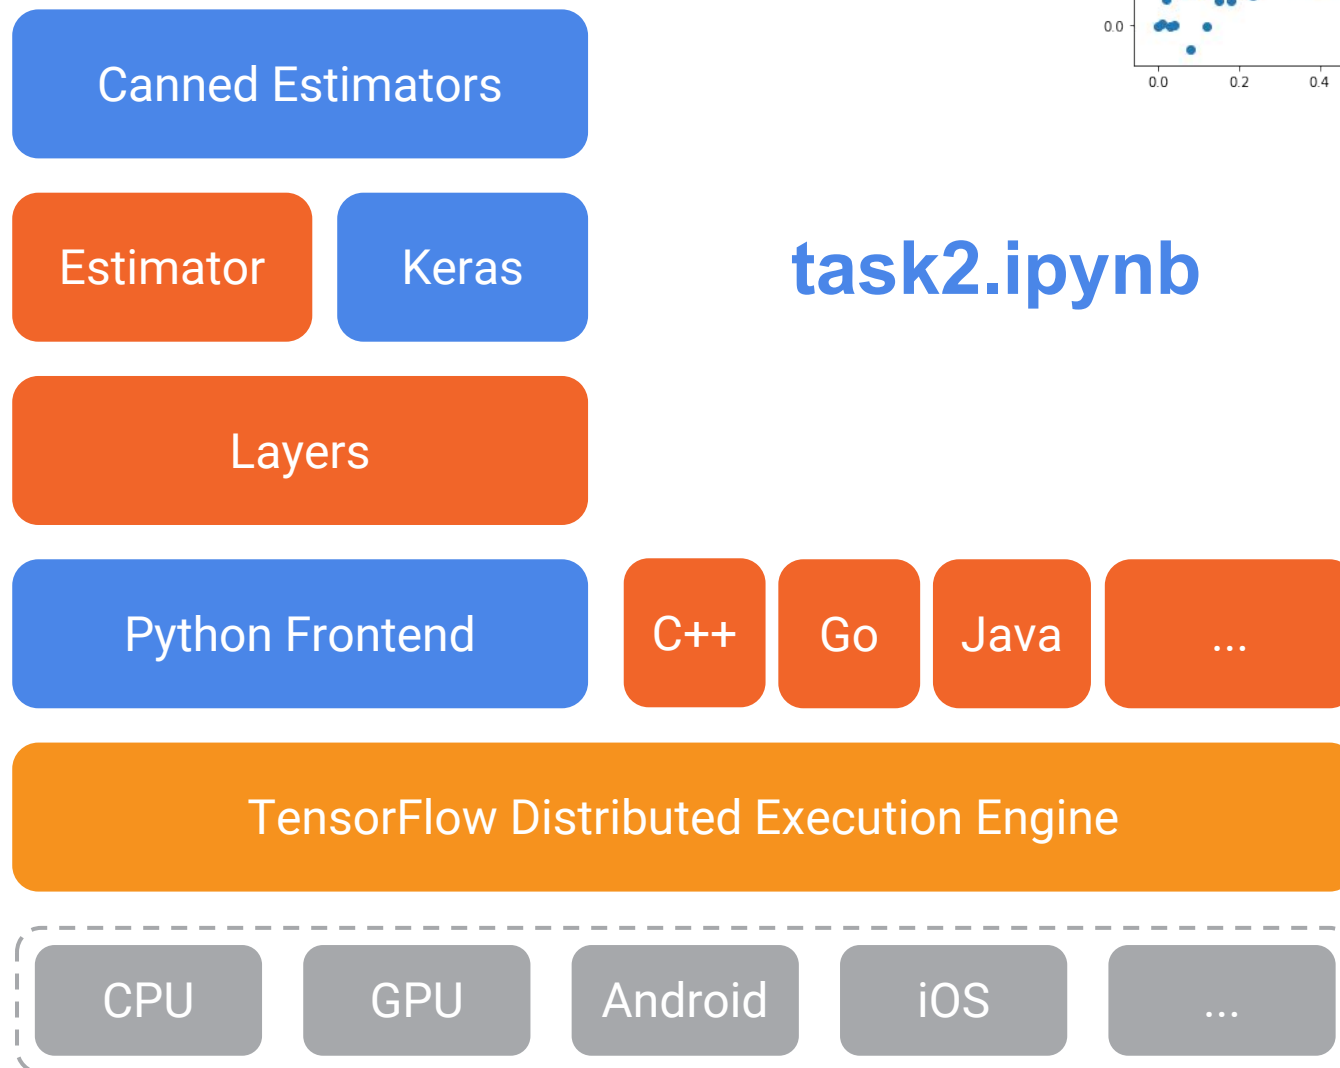 0.0
0.0 0.2 0.4
Canned Estimators
Estimator Keras
task2.ipynb
Layers
Python Frontend C++ Go Java ...
TensorFlow Distributed Execution Engine
CPU GPU Android iOS ...